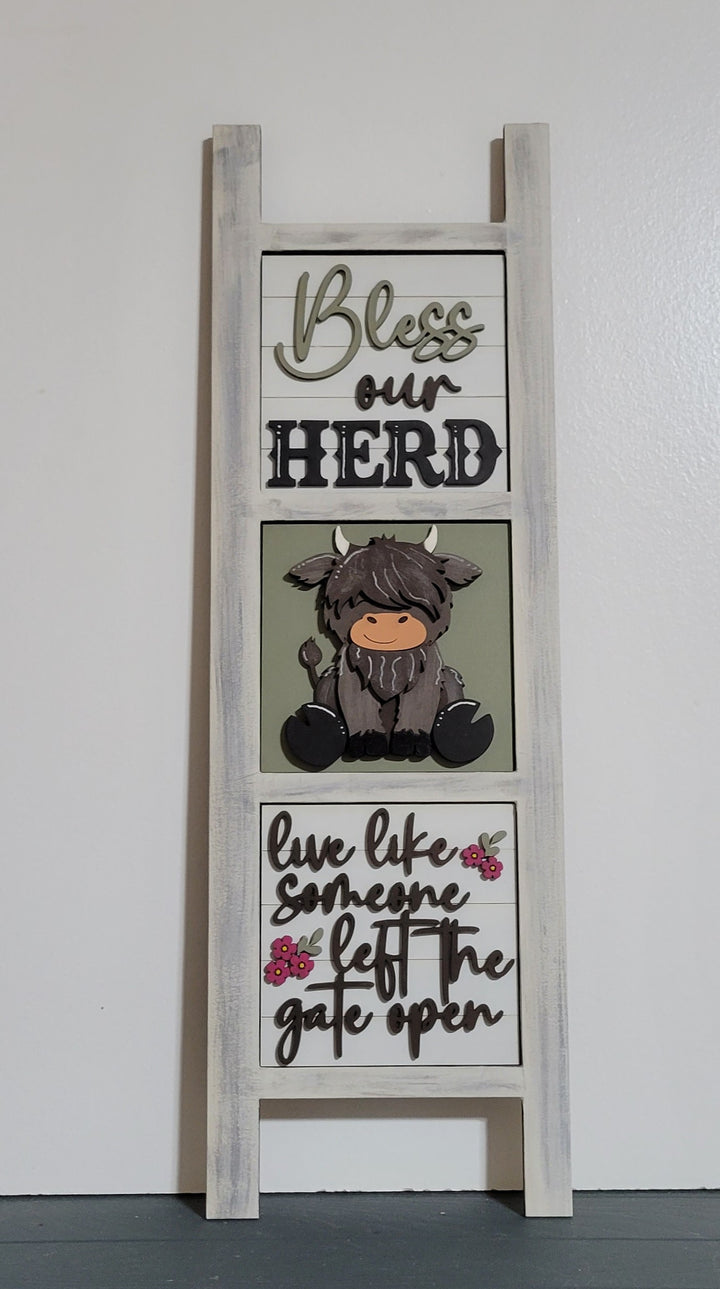 Bless
our
HERD
live like
someone
left the
gate open